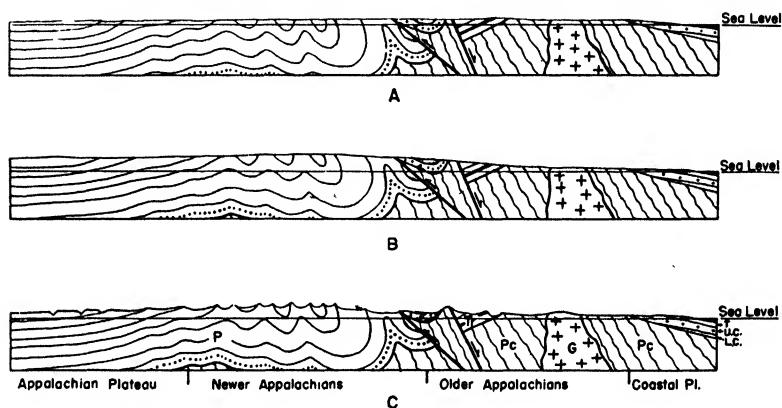 Sea Level
A
Sea Level
B
Sea Level
T
U.C.
L.C.
P
Pc
G
Pc
Appalachian Plateau
Newer Appalachians
Older Appalachians
Coastal Pl.
C